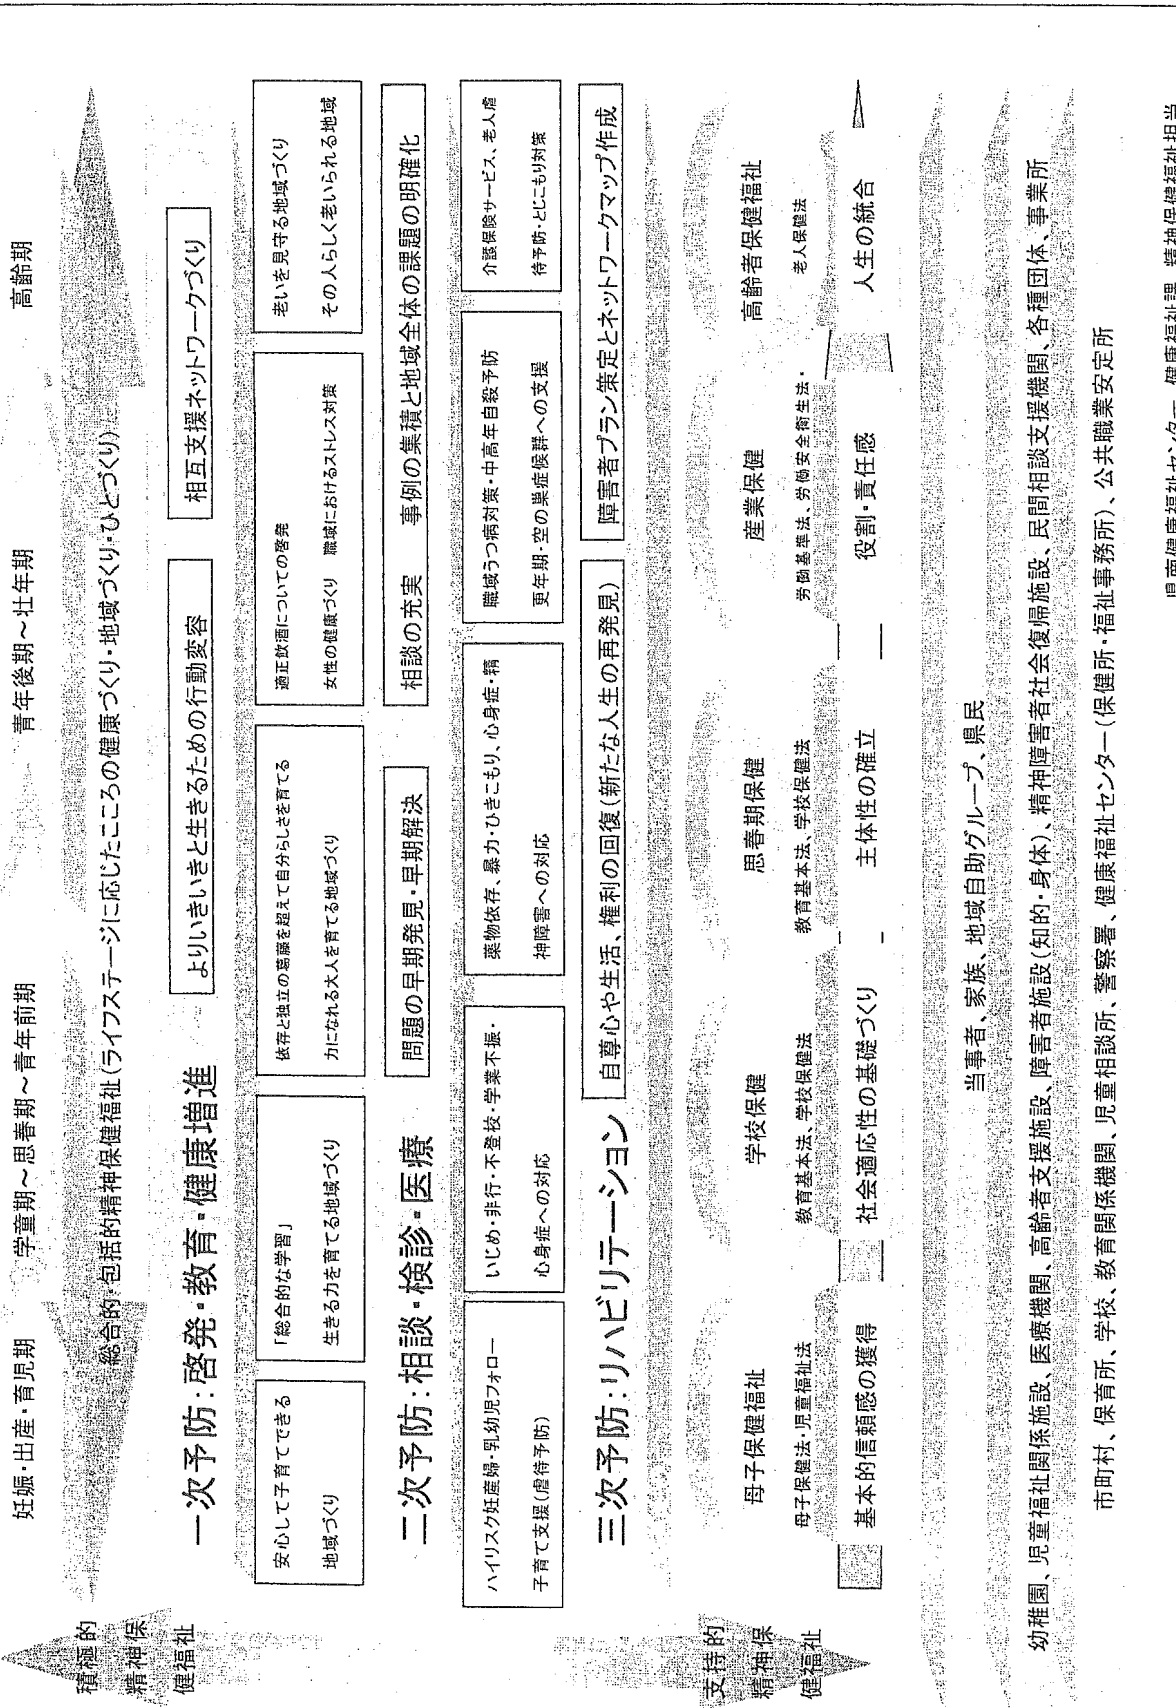 妊娠・出産・育児期　学童期～思春期～青年前期　青年後期～壮年期　高齢期
積極的
精神保
健福祉
総合的・包括的精神保健福祉(ライフステージに応じたこころの健康づくり・地域づくり・ひとづくり)
一次予防:啓発・教育・健康増進
よりいきいきと生きるための行動変容
相互支援ネットワークづくり
安心して子育てできる
地域づくり
「総合的な学習」
生きる力を育てる地域づくり
依存と独立の葛藤を超えて自分らしさを育てる
力になれる大人を育てる地域づくり
適正飲酒についての啓発
女性の健康づくり　職域におけるストレス対策
老いを見守る地域づくり
その人らしく老いられる地域
二次予防:相談・検診・医療
問題の早期発見・早期解決
相談の充実　事例の集積と地域全体の課題の明確化
ハイリスク妊産婦・乳幼児フォロー
子育て支援(虐待予防)
いじめ・非行・不登校・学業不振・
心身症への対応
薬物依存、暴力・ひきこもり、心身症・精
神障害への対応
職域うつ病対策・中高年自殺予防
更年期・空の巣症候群への支援
介護保険サービス、老人虐
待予防・とじこもり対策
三次予防:リハビリテーション
自尊心や生活、権利の回復(新たな人生の再発見)
障害者プラン策定とネットワークマップ作成
支持的
精神保
健福祉
母子保健福祉　学校保健　思春期保健　産業保健　高齢者保健福祉
母子保健法・児童福祉法　教育基本法、学校保健法　教育基本法、学校保健法　労働基準法、労働安全衛生法・　老人保健法
基本的信頼感の獲得　社会適応性の基礎づくり　主体性の確立　役割・責任感　人生の統合
当事者、家族、地域自助グループ、県民
幼稚園、児童福祉関係施設、医療機関、高齢者支援施設、障害者施設(知的・身体)、精神障害者社会復帰施設、民間相談支援機関、各種団体、事業所
市町村、保育所、学校、教育関係機関、児童相談所、警察署、健康福祉センター(保健所・福祉事務所)、公共職業安定所
県南健康福祉センター 健康福祉課 精神保健福祉担当